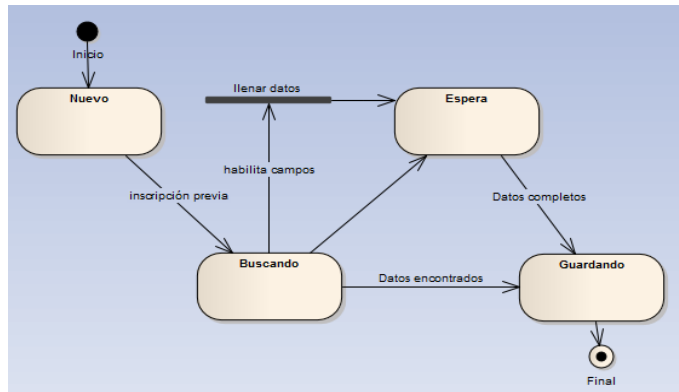 Inicio
Nuevo
llenar datos
Espera
habilita campos
inscripción previa
Datos completos
Buscando
Datos encontrados
Guardando
Final